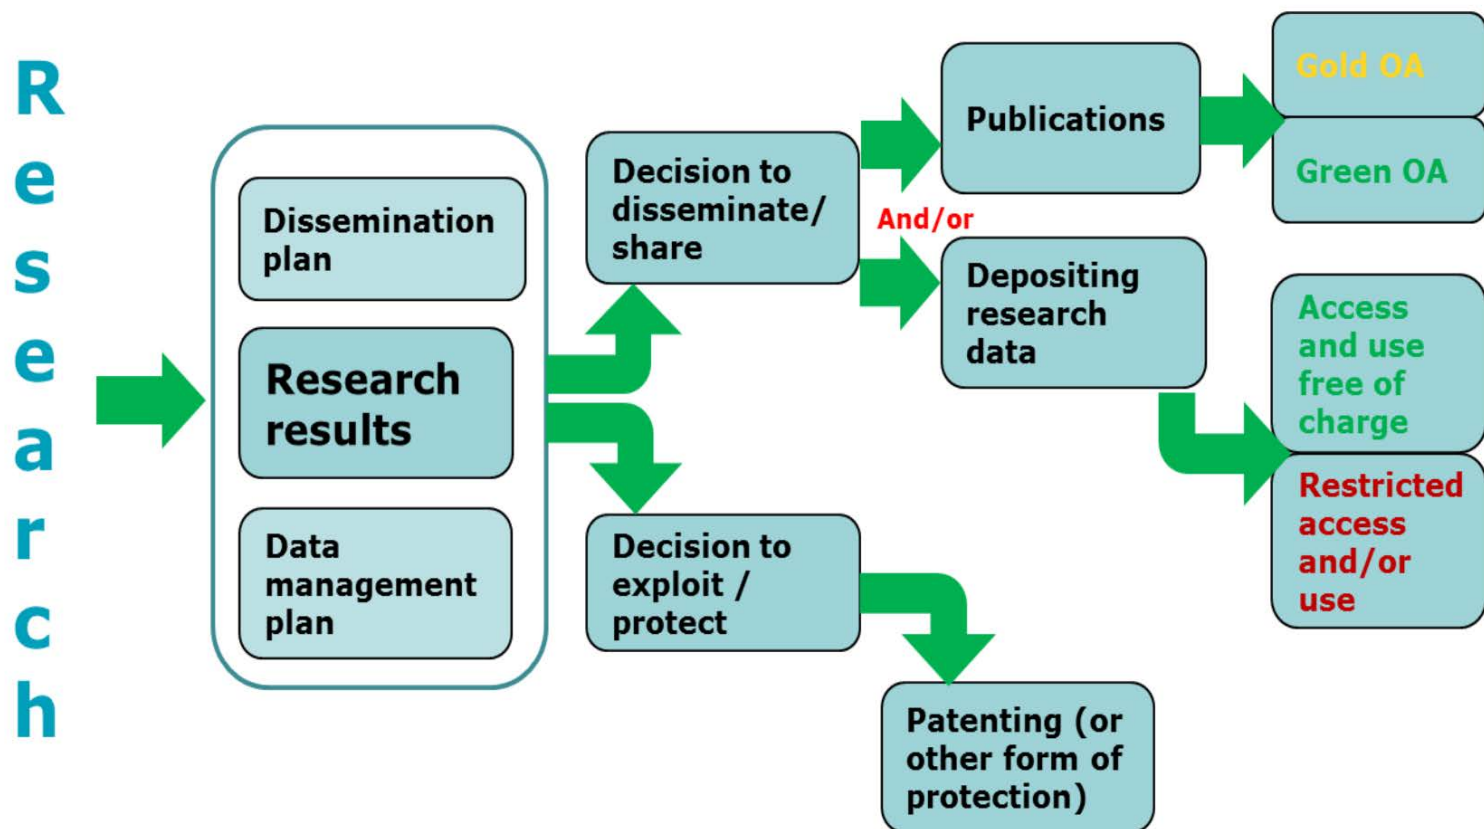 Research
Dissemination
plan
Research
results
Data
management
plan
Decision to
disseminate/
share
Decision to
exploit /
protect
And/or
Publications
Depositing
research
data
Patenting (or
other form of
protection)
Gold OA
Green OA
Access
and use
free of
charge
Restricted
access
and/or
use